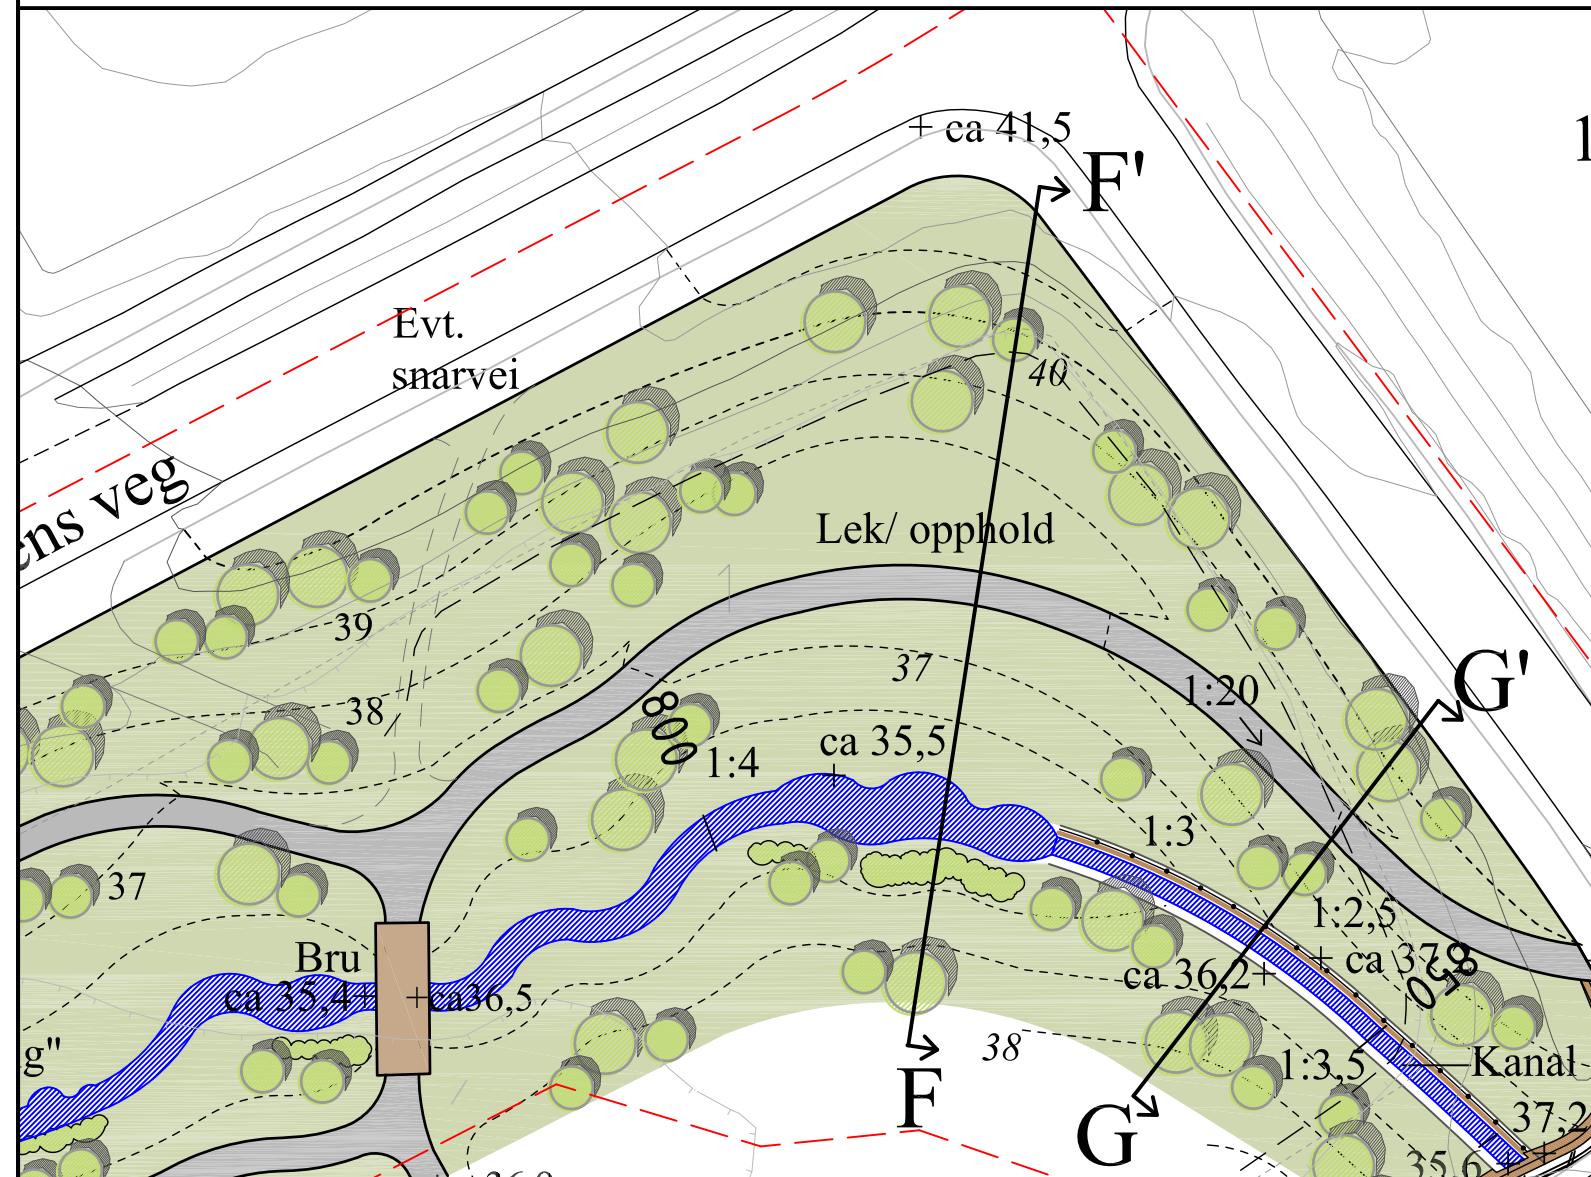 + ca 41,5
F'
Evt.
snarvei
40
ens veg
Lek/ opphold
39
37
G'
1:20
38
800
ca 35,5
1:4
1:3
37
1:2,5
Bru
+ ca 37,2
850
ca 36,2+
ca 35,4+
+ca36,5
38
g"
1:3,5
Kanal
F
G
37,2
35,6 +